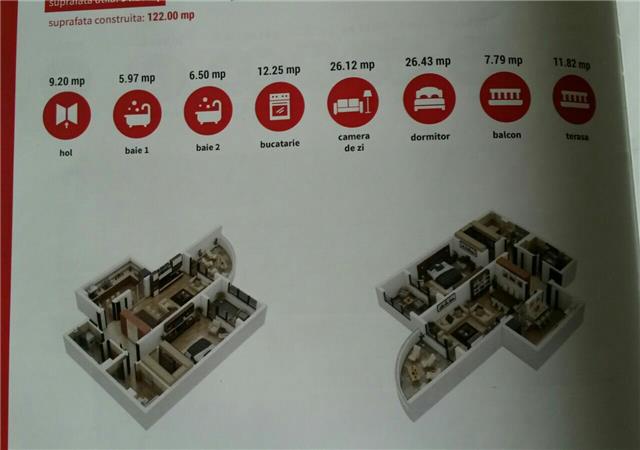 suprafata utila:
suprafata construita: 122.00 mp
9.20 mp 5.97 mp 6.50 mp 12.25 mp 26.12 mp 26.43 mp 7.79 mp 11.82 mp
hol baie 1 baie 2 bucatarie camera de zi dormitor balcon terasa